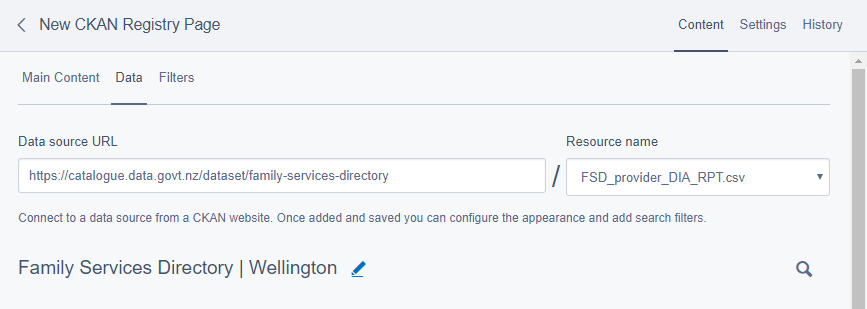 New CKAN Registry Page
Content Settings History
Main Content Data Filters
Data source URL
Resource name
https://catalogue.data.govt.nz/dataset/family-services-directory / FSD_provider_DIA_RPT.csv
Connect to a data source from a CKAN website. Once added and saved you can configure the appearance and add search filters.
Family Services Directory | Wellington